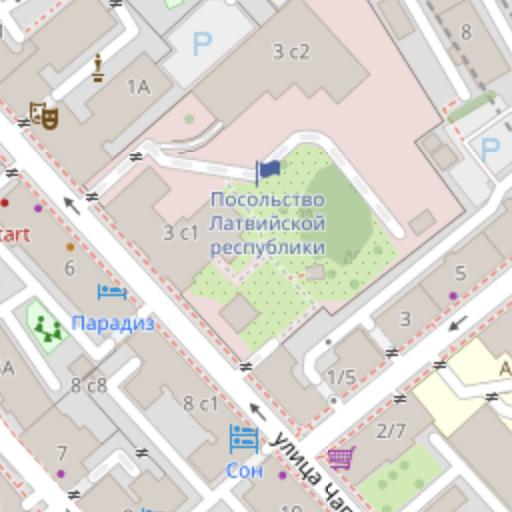 8
P
3 с2
1А
P
Посольство
Латвийской
республики
3 с1
tart
6
5
Парадиз
3
8 с8
1/5
8 с1
2/7
7
Сон
улица Чап
10